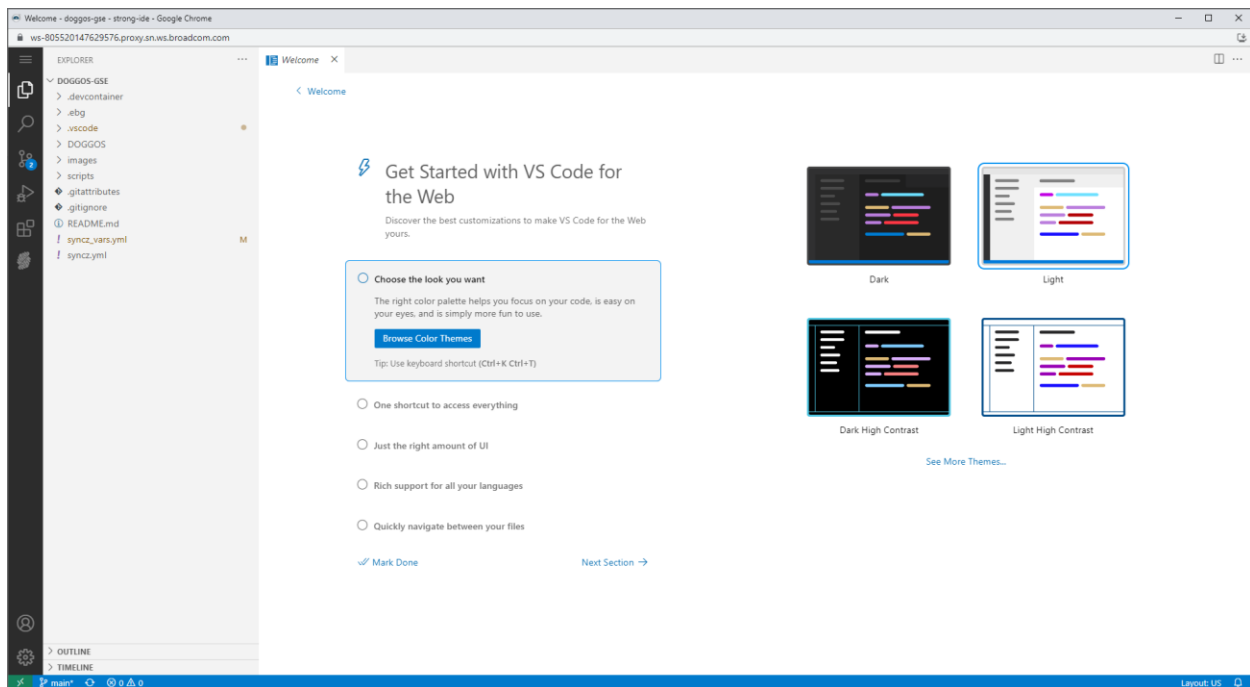 Welcome - doggos-gse - strong-ide - Google Chrome
ws-805520147629576.proxy.sn.ws.broadcom.com
EXPLORER
Welcome
DOGGOS-GSE
.devcontainer
.ebg
.vscode
DOGGOS
images
scripts
.gitattributes
.gitignore
README.md
syncz_vars.yml M
syncz.yml
2
OUTLINE
TIMELINE
Welcome
Get Started with VS Code for
the Web
Discover the best customizations to make VS Code for the Web
yours.
Choose the look you want
The right color palette helps you focus on your code, is easy on
your eyes, and is simply more fun to use.
Browse Color Themes
Tip: Use keyboard shortcut (Ctrl+K Ctrl+T)
One shortcut to access everything
Just the right amount of UI
Rich support for all your languages
Quickly navigate between your files
Mark Done
Next Section
Dark
Light
Dark High Contrast
Light High Contrast
See More Themes...
main* 0 0
Layout: US